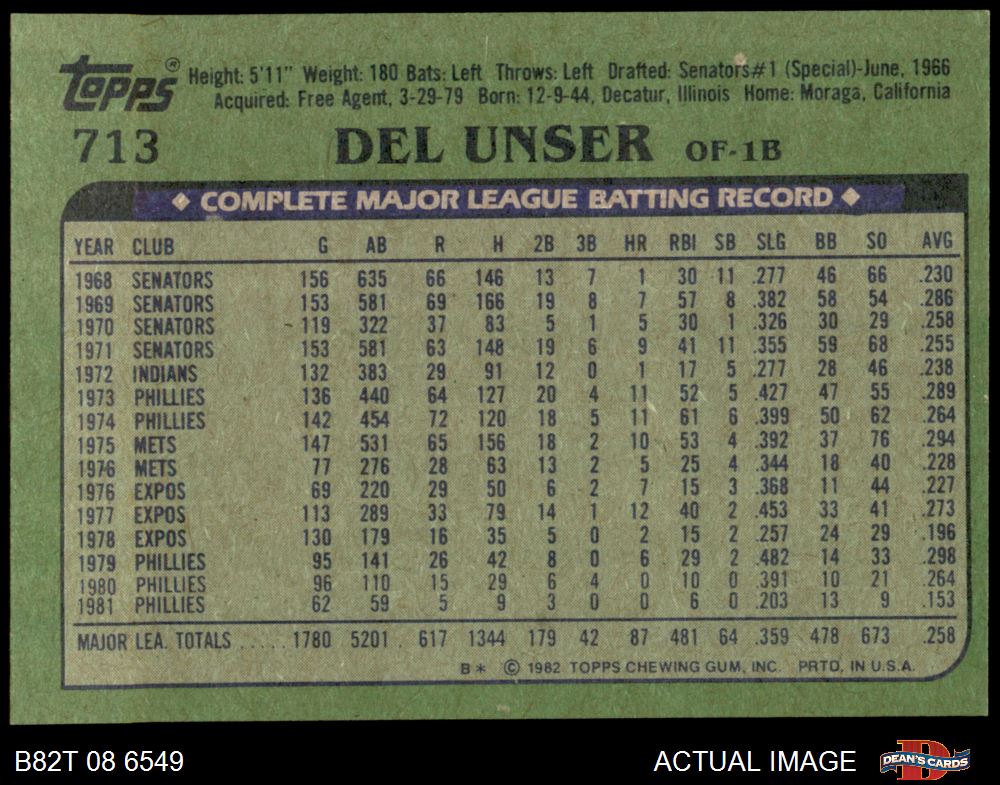 Topps® Height: 5'11" Weight: 180 Bats: Left Throws: Left Drafted: Senators#1 (Special)-June, 1966
Acquired: Free Agent, 3-29-79 Born: 12-9-44, Decatur, Illinois Home: Moraga, California
713 DEL UNSER OF-1B
◆ COMPLETE MAJOR LEAGUE BATTING RECORD ◆
YEAR CLUB G AB R H 2B 3B HR RBI SB SLG BB SO AVG
1968 SENATORS 156 635 66 146 13 7 1 30 11 .277 46 66 .230
1969 SENATORS 153 581 69 166 19 8 7 57 8 .382 58 54 .286
1970 SENATORS 119 322 37 83 5 1 5 30 1 .326 30 29 .258
1971 SENATORS 153 581 63 148 19 6 9 41 11 .355 59 68 .255
1972 INDIANS 132 383 29 91 12 0 1 17 5 .277 28 46 .238
1973 PHILLIES 136 440 64 127 20 4 11 52 5 .427 47 55 .289
1974 PHILLIES 142 454 72 120 18 5 11 61 6 .399 50 62 .264
1975 METS 147 531 65 156 18 2 10 53 4 .392 37 76 .294
1976 METS 77 276 28 63 13 2 5 25 4 .344 18 40 .228
1976 EXPOS 69 220 29 50 6 2 7 15 3 .368 11 44 .227
1977 EXPOS 113 289 33 79 14 1 12 40 2 .453 33 41 .273
1978 EXPOS 130 179 16 35 5 0 2 15 2 .257 24 29 .196
1979 PHILLIES 95 141 26 42 8 0 6 29 2 .482 14 33 .298
1980 PHILLIES 96 110 15 29 6 4 0 10 0 .391 10 21 .264
1981 PHILLIES 62 59 5 9 3 0 0 6 0 .203 13 9 .153
MAJOR LEA. TOTALS ..... 1780 5201 617 1344 179 42 87 481 64 .359 478 673 .258
B* © 1982 TOPPS CHEWING GUM, INC. PRTD. IN U.S.A.
B82T 08 6549 ACTUAL IMAGE D DEAN'S CARDS